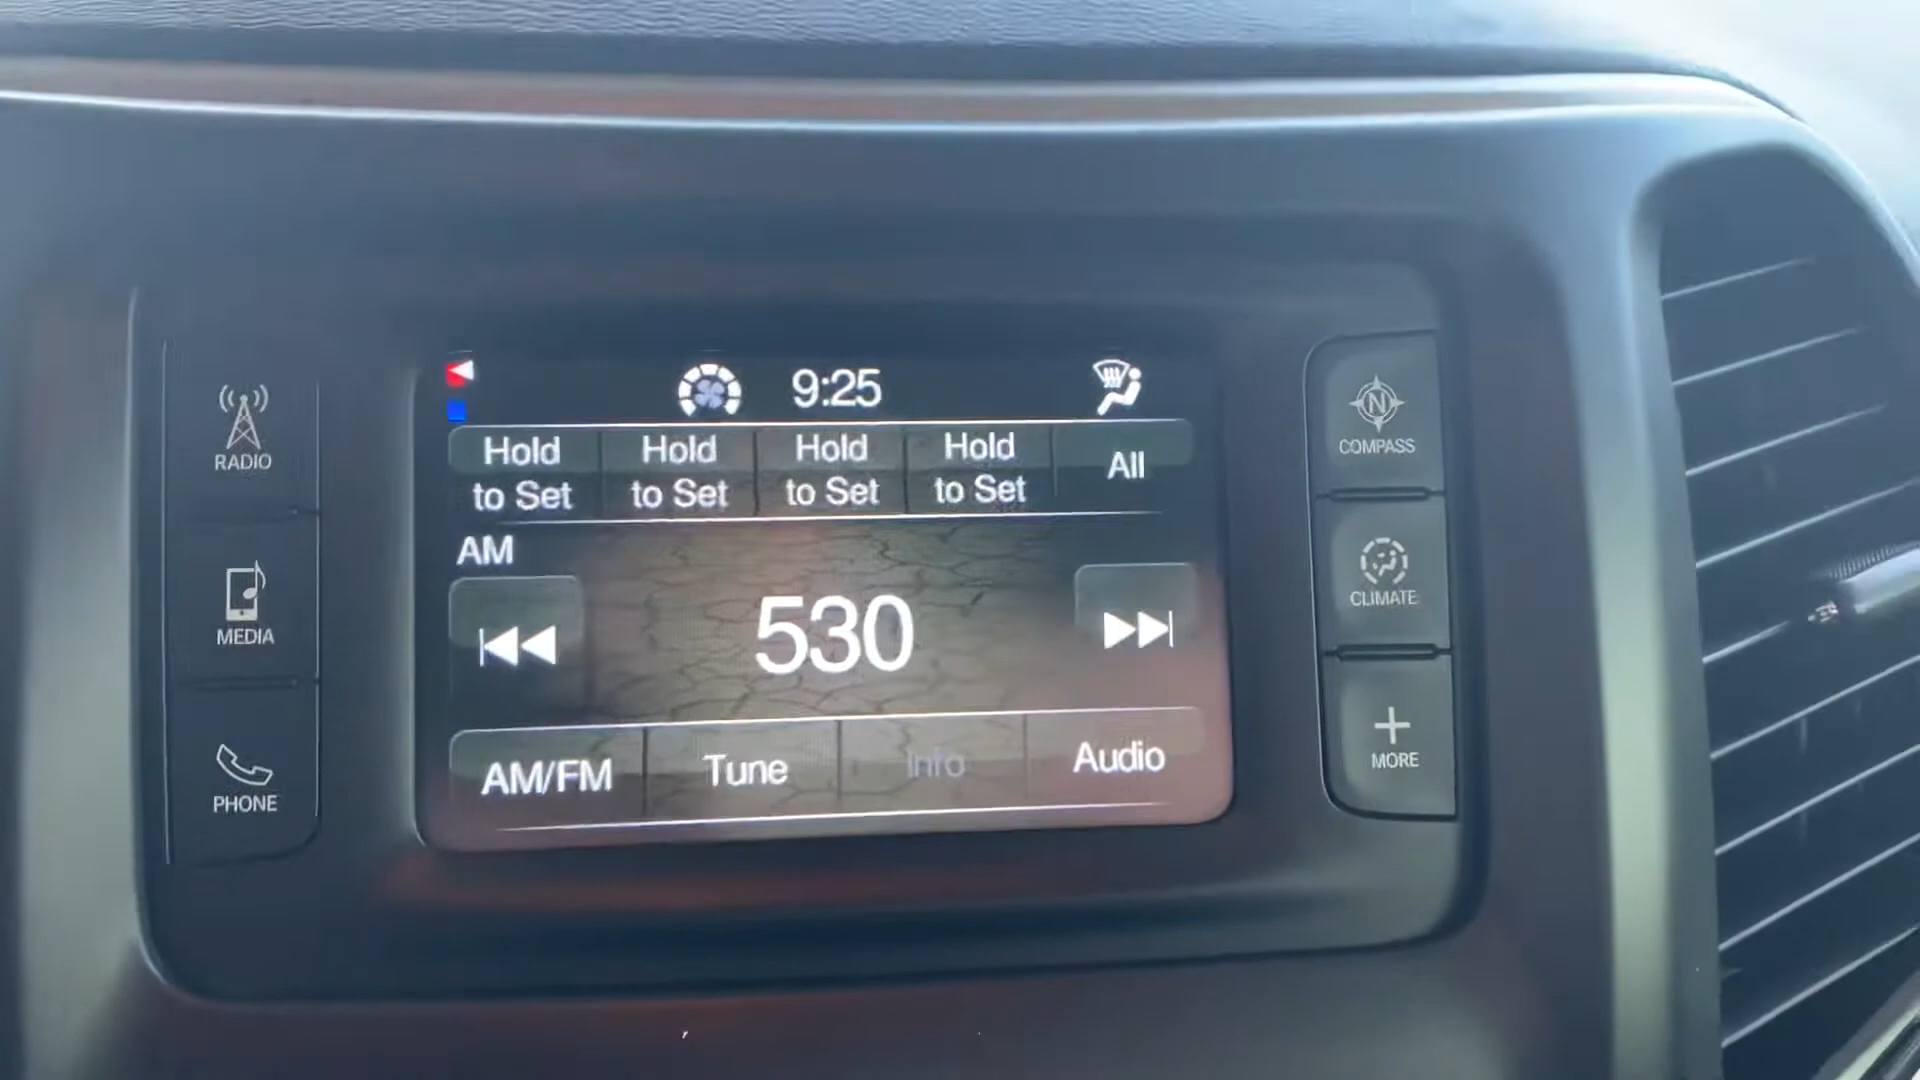 9:25
Hold
to Set
Hold
to Set
Hold
to Set
Hold
to Set
All
AM
530
AM/FM
Tune
Info
Audio
RADIO
MEDIA
PHONE
N
COMPASS
CLIMATE
MORE